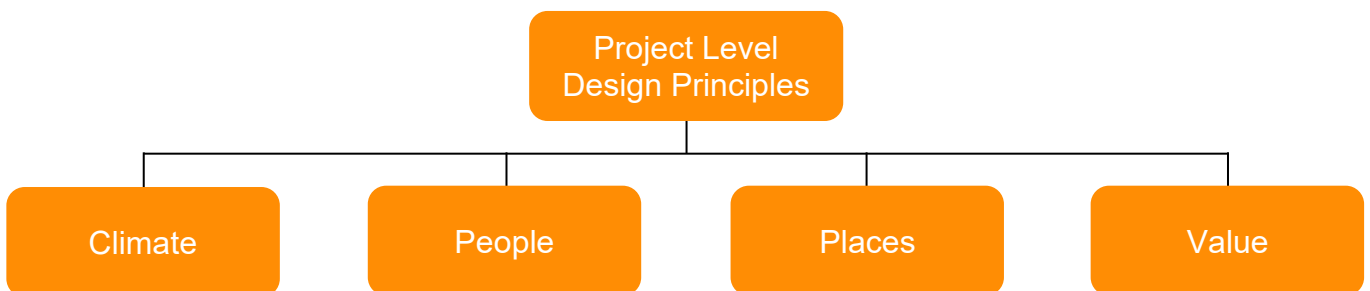 Project Level
Design Principles
Climate
People
Places
Value